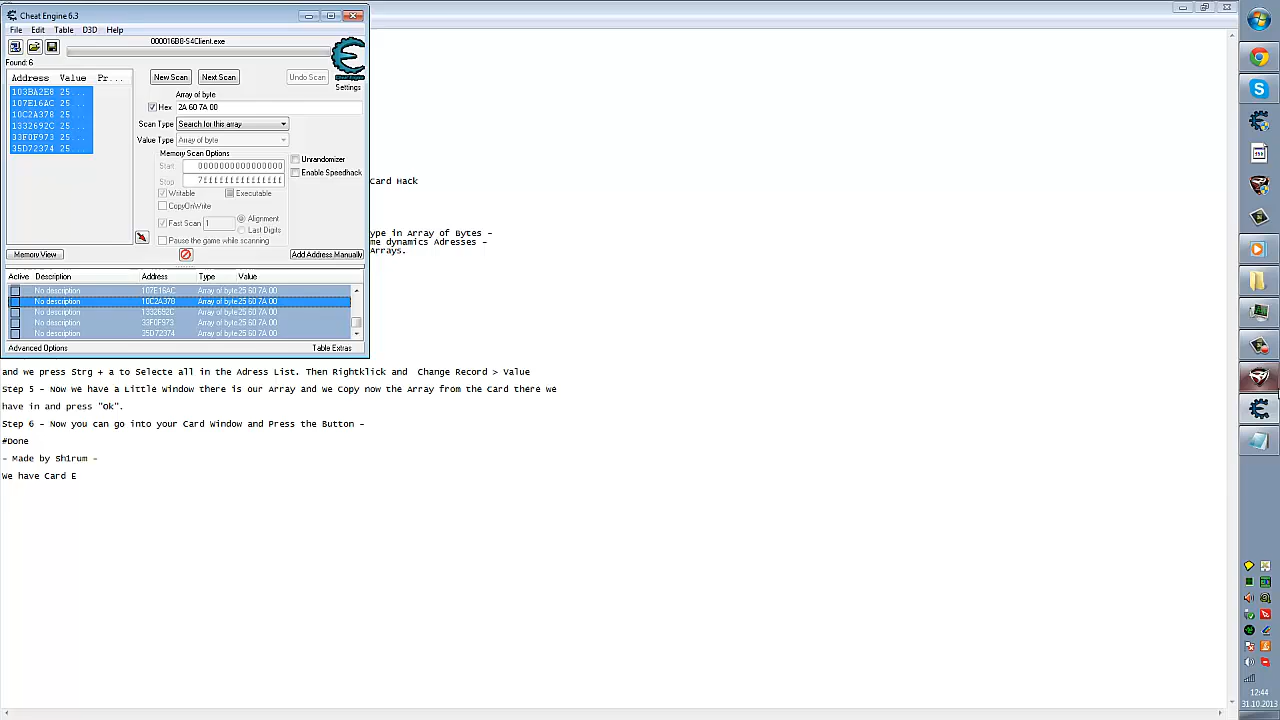 Cheat Engine 6.3
File Edit Table D3D Help
000016B0-S4Client.exe
Found: 6
Address Value Pr...
103BA2E8 25...
107E16AC 25...
10C2A378 25...
1332692C 25...
33F0F973 25...
35D72374 25...
New Scan Next Scan Undo Scan
Settings
Array of byte
Hex 2A 60 7A 00
Scan Type Search for this array
Value Type Array of byte
Memory Scan Options
Start 0000000000000000
Stop 7fffffffffffffff
Writable Executable
CopyOnWrite
Fast Scan 1 Alignment
Last Digits
Pause the game while scanning
Unrandomizer
Enable Speedhack
Memory View Add Address Manually
Active Description Address Type Value
No description 107E16AC Array of byte 25 60 7A 00
No description 10C2A378 Array of byte 25 60 7A 00
No description 1332692C Array of byte 25 60 7A 00
No description 33F0F973 Array of byte 25 60 7A 00
No description 35D72374 Array of byte 25 60 7A 00
Advanced Options Table Extras
Card Hack
ype in Array of Bytes -
me dynamics Adresses -
Arrays.
and we press Strg + a to Selecte all in the Adress List. Then Rightklick and Change Record > Value
Step 5 - Now we have a Little Window there is our Array and we Copy now the Array from the Card there we
have in and press "ok".
Step 6 - Now you can go into your Card Window and Press the Button -
#Done
- Made by Sh1rum -
We have Card E
12:44
31.10.2013